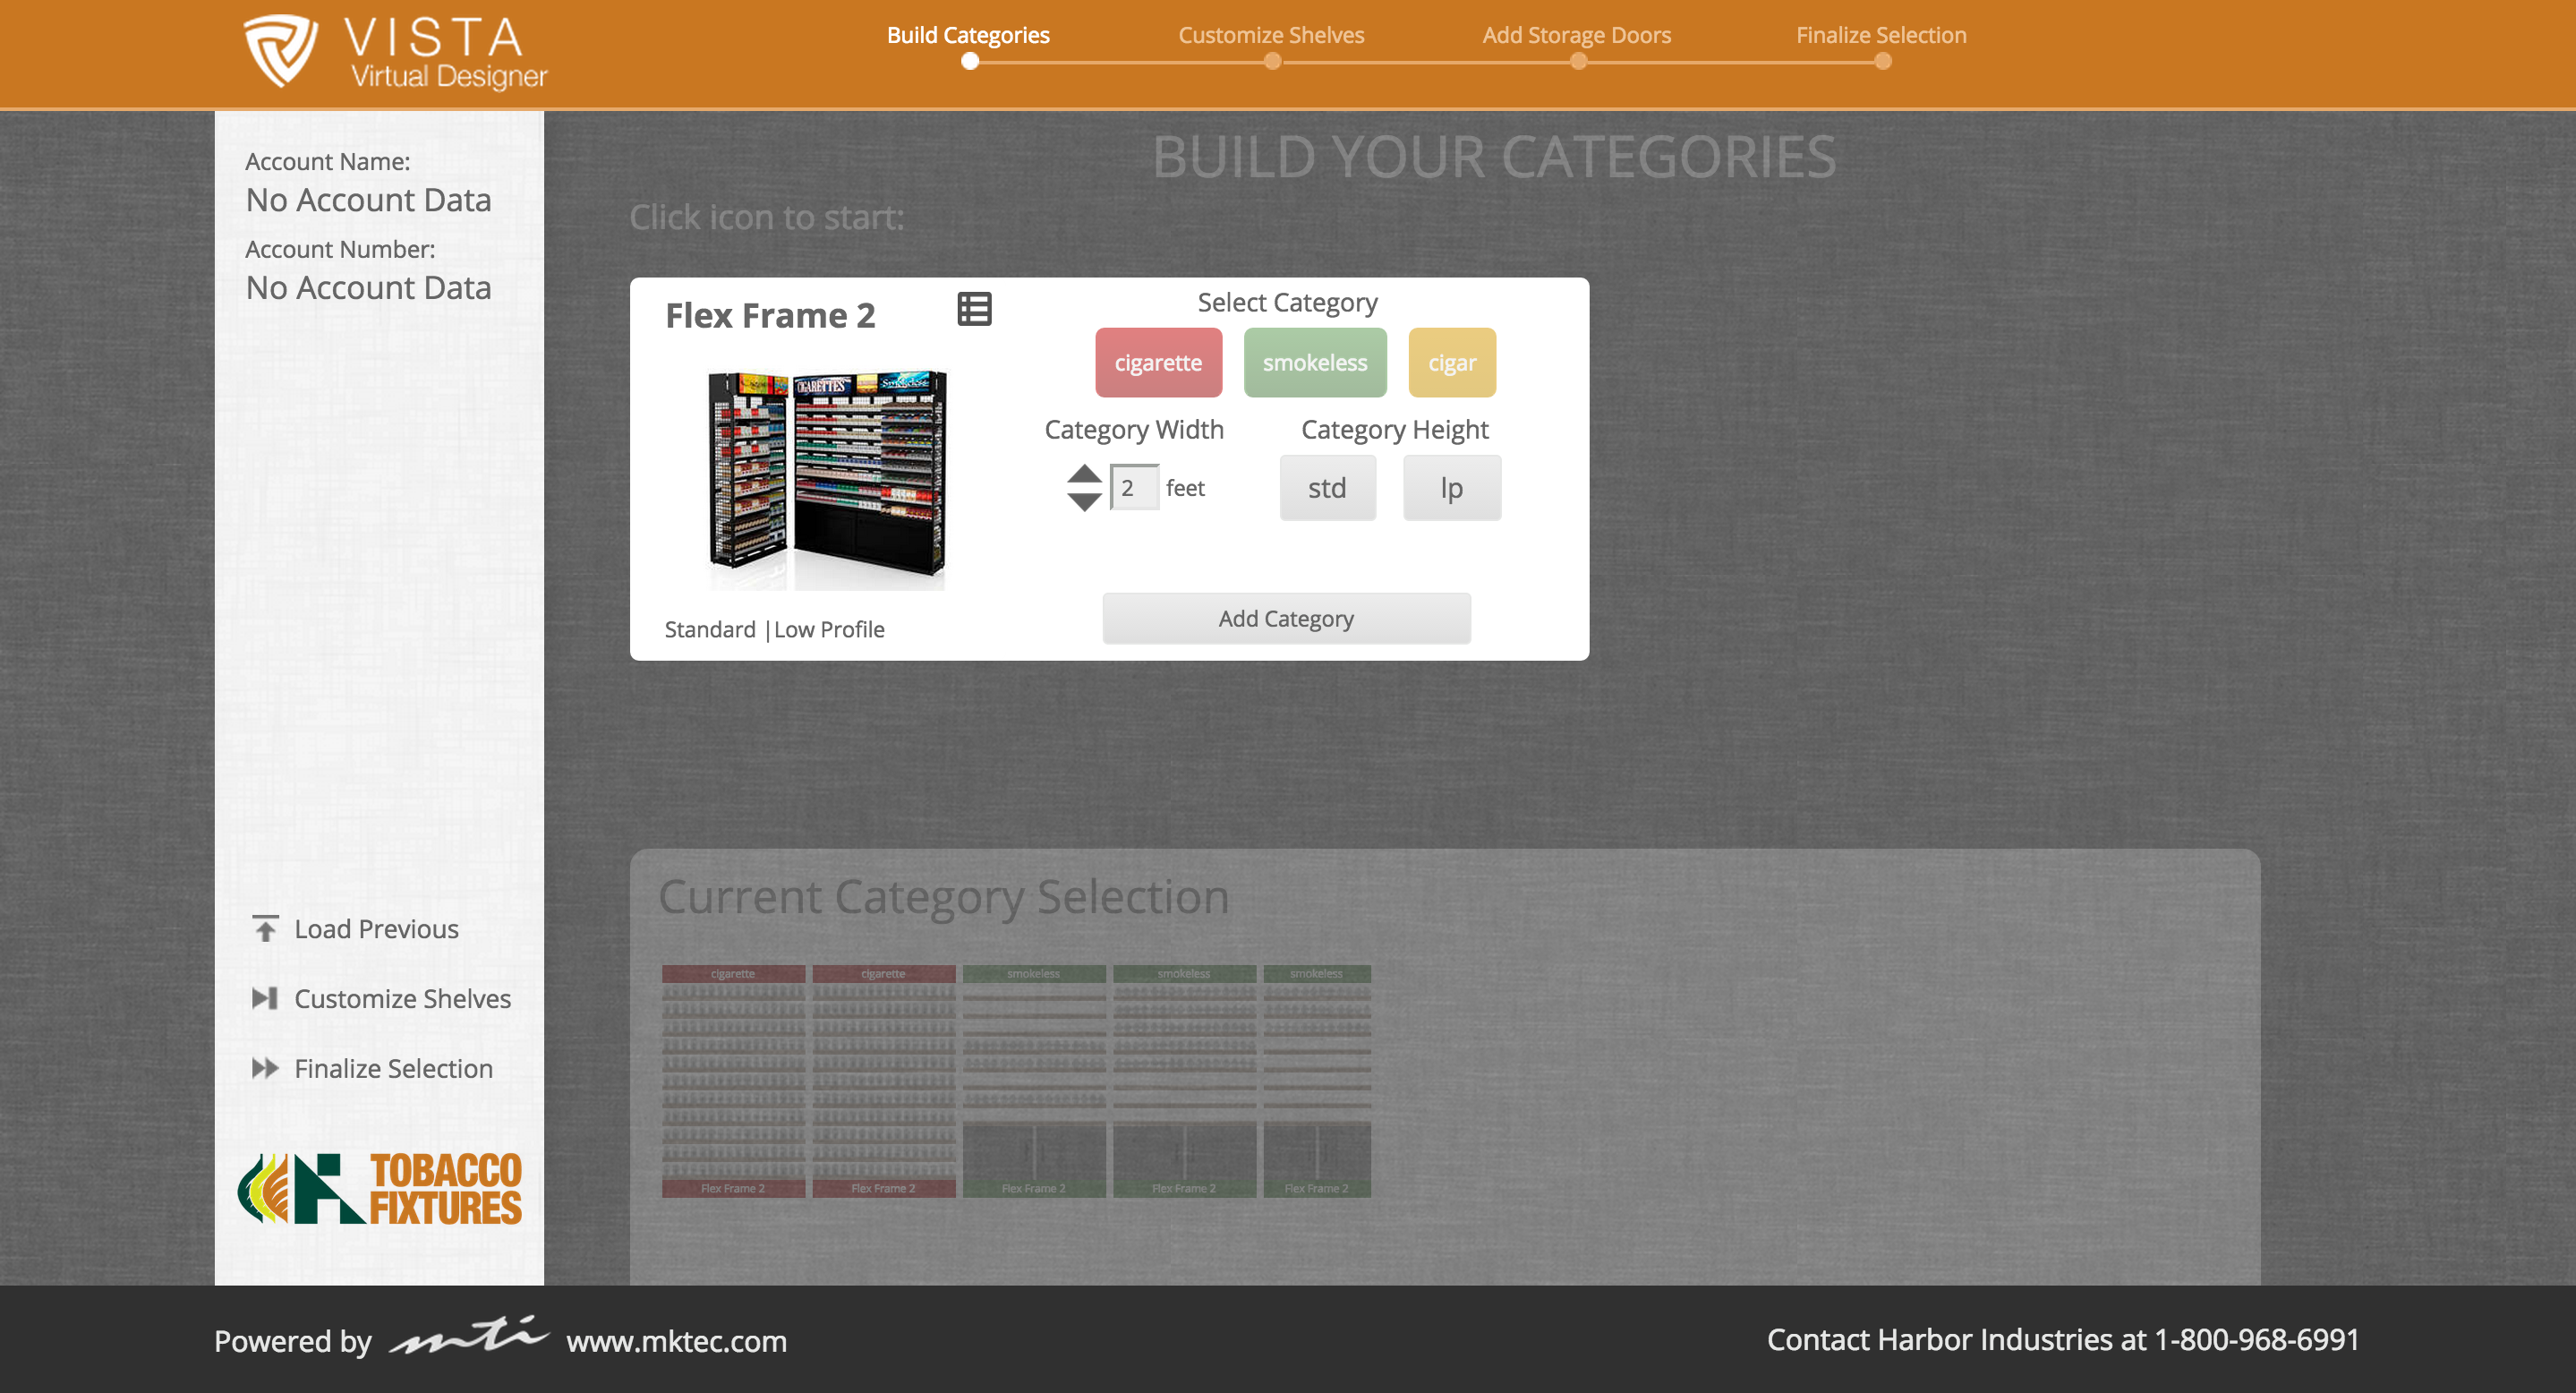 VISTA
Virtual Designer
Build Categories
Customize Shelves
Add Storage Doors
Finalize Selection
Account Name:
No Account Data
Account Number:
No Account Data
BUILD YOUR CATEGORIES
Click icon to start:
Flex Frame 2
CIGARETTES
Smokeless
Standard |Low Profile
Select Category
cigarette
smokeless
cigar
Category Width
Category Height
2 feet
std
lp
Add Category
Current Category Selection
cigarette
cigarette
smokeless
smokeless
smokeless
Flex Frame 2
Flex Frame 2
Flex Frame 2
Flex Frame 2
Flex Frame 2
Load Previous
Customize Shelves
Finalize Selection
TOBACCO
FIXTURES
Powered by mti www.mktec.com
Contact Harbor Industries at 1-800-968-6991